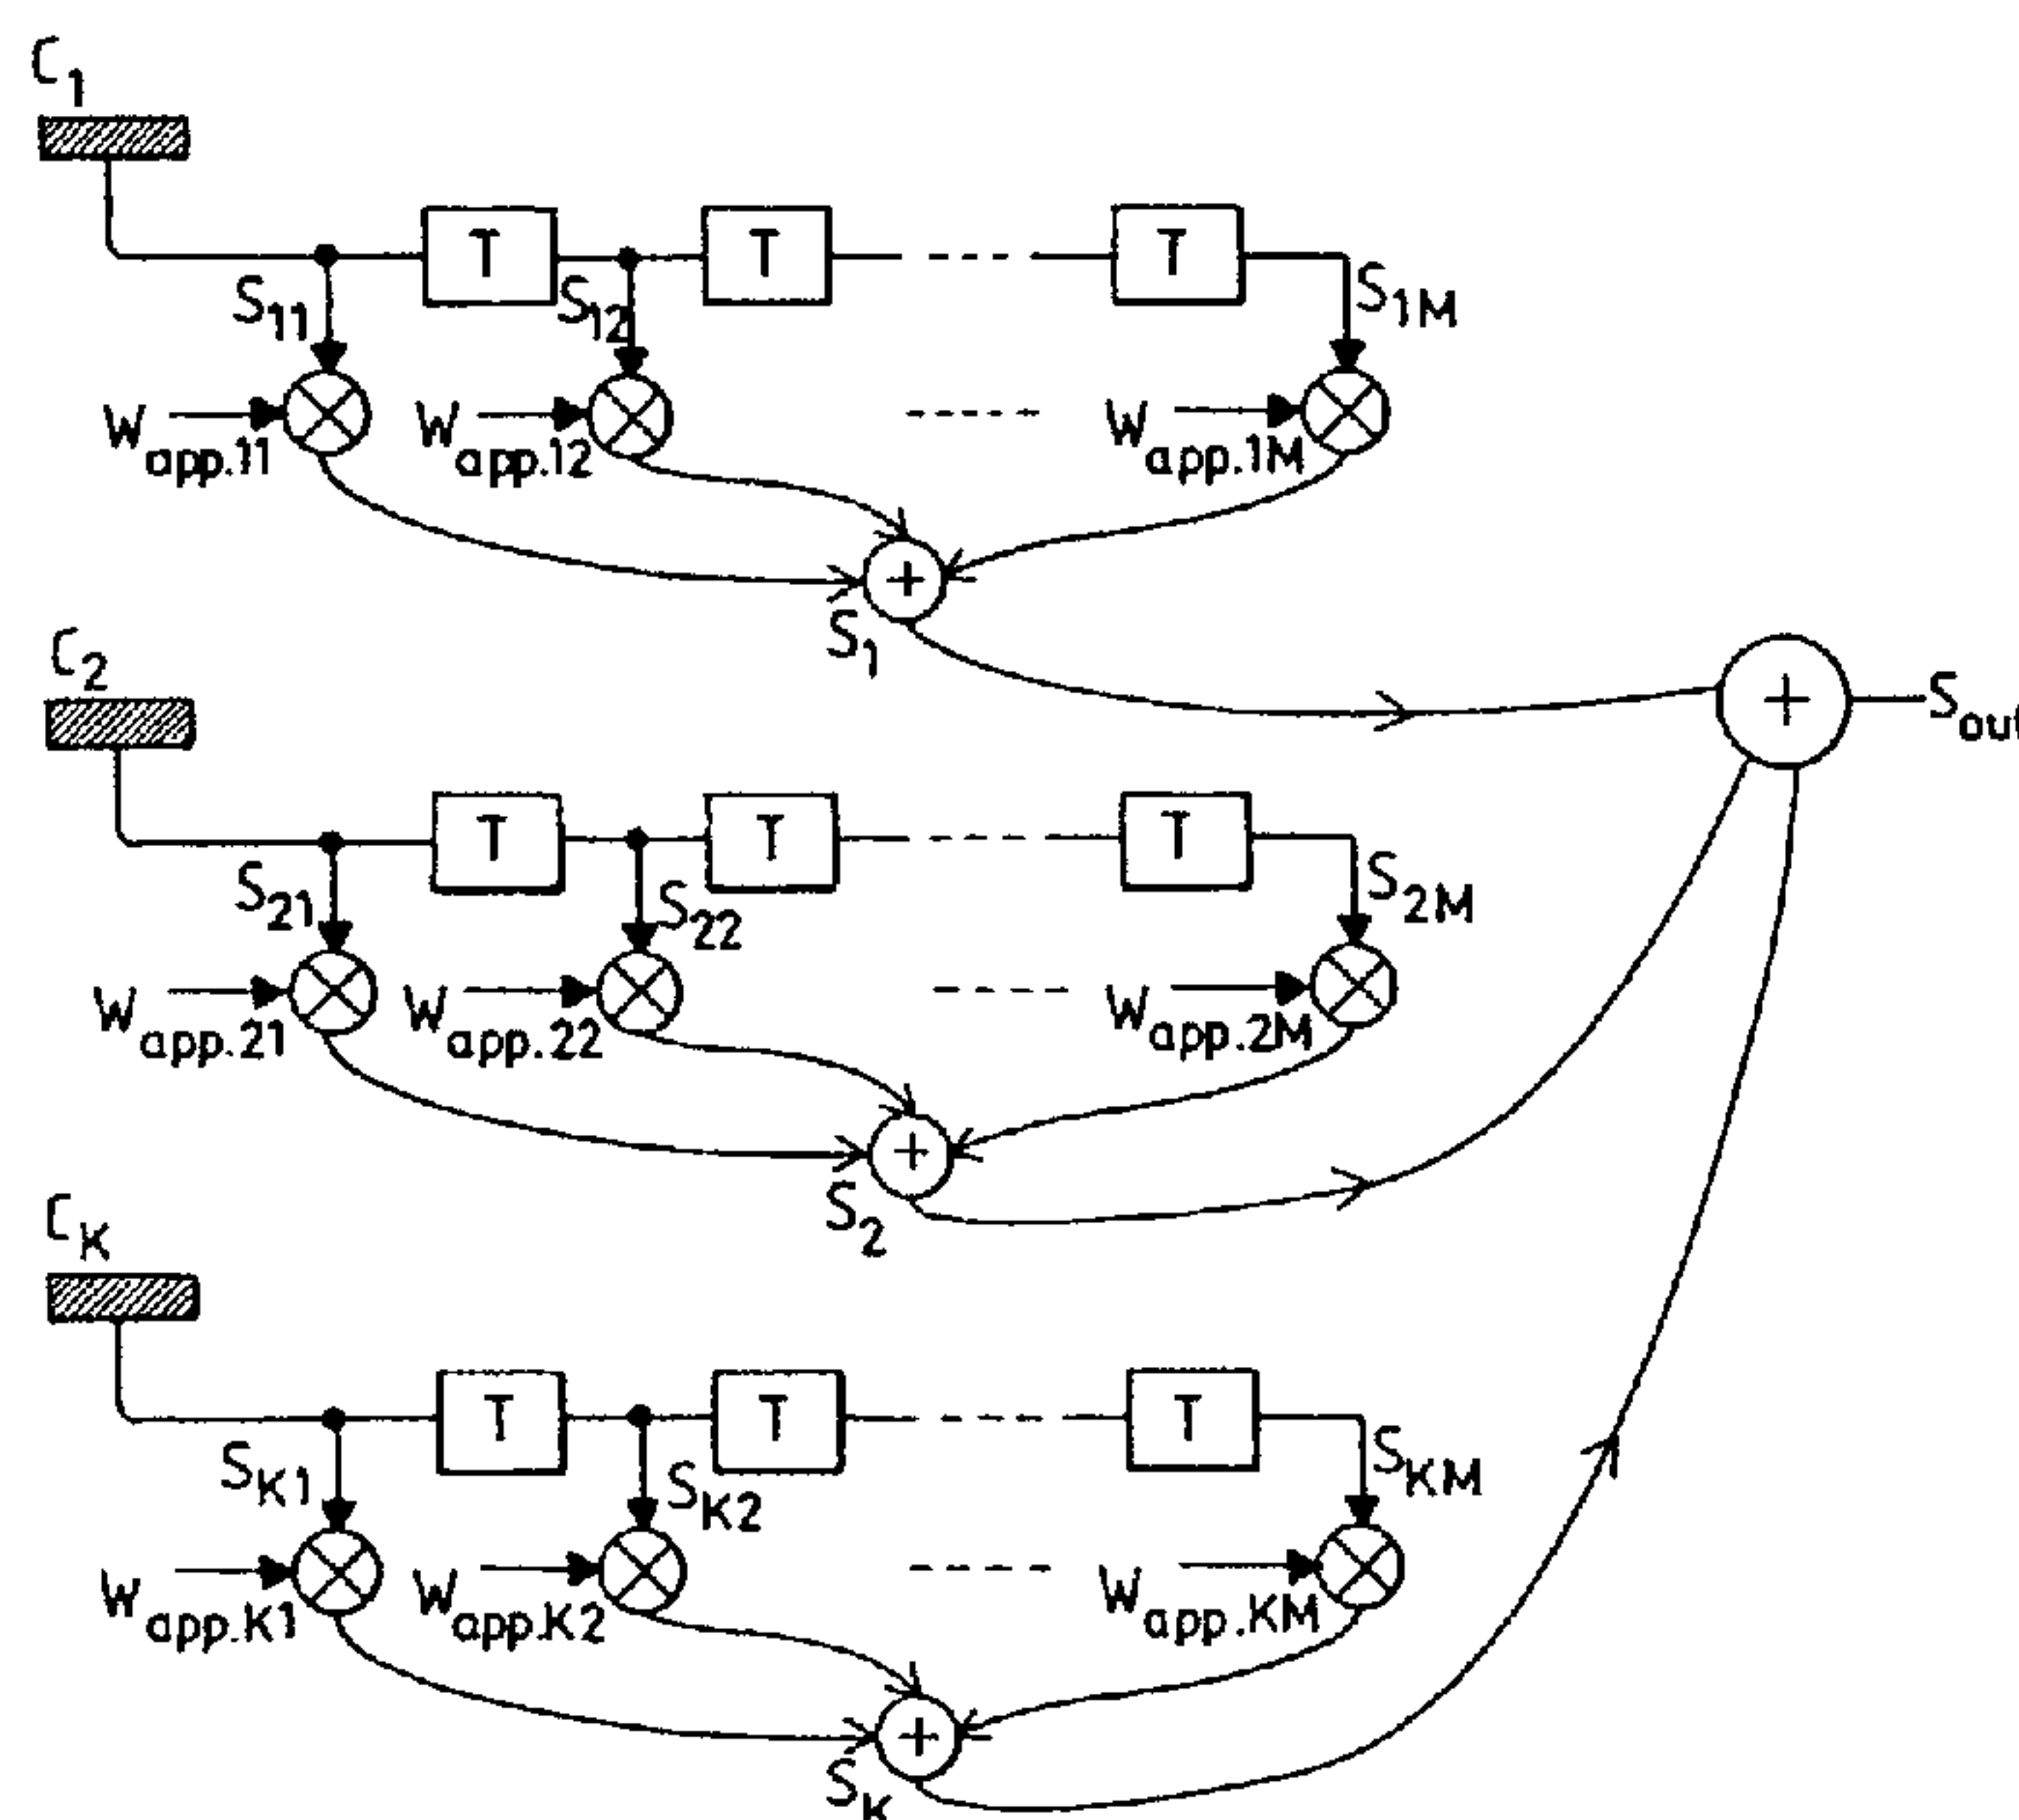 C1
T T T
S11 S12 S1M
Wapp.11 Wapp.12 Wapp.1M
+
S1
C2
+ Sout
T T T
S21 S22 S2M
Wapp.21 Wapp.22 Wapp.2M
+
S2
CK
T T T
SK1 SK2 SKM
Wapp.K1 Wapp.K2 Wapp.KM
+
SK